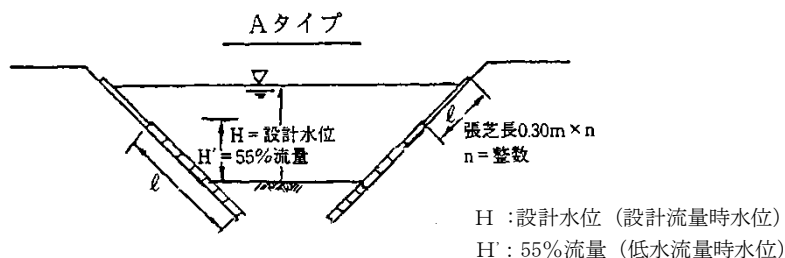 Aタイプ
H = 設計水位
H' = 55%流量
ℓ
ℓ
張芝長0.30m × n
n = 整数
H :設計水位（設計流量時水位）
H' : 55%流量（低水流量時水位）